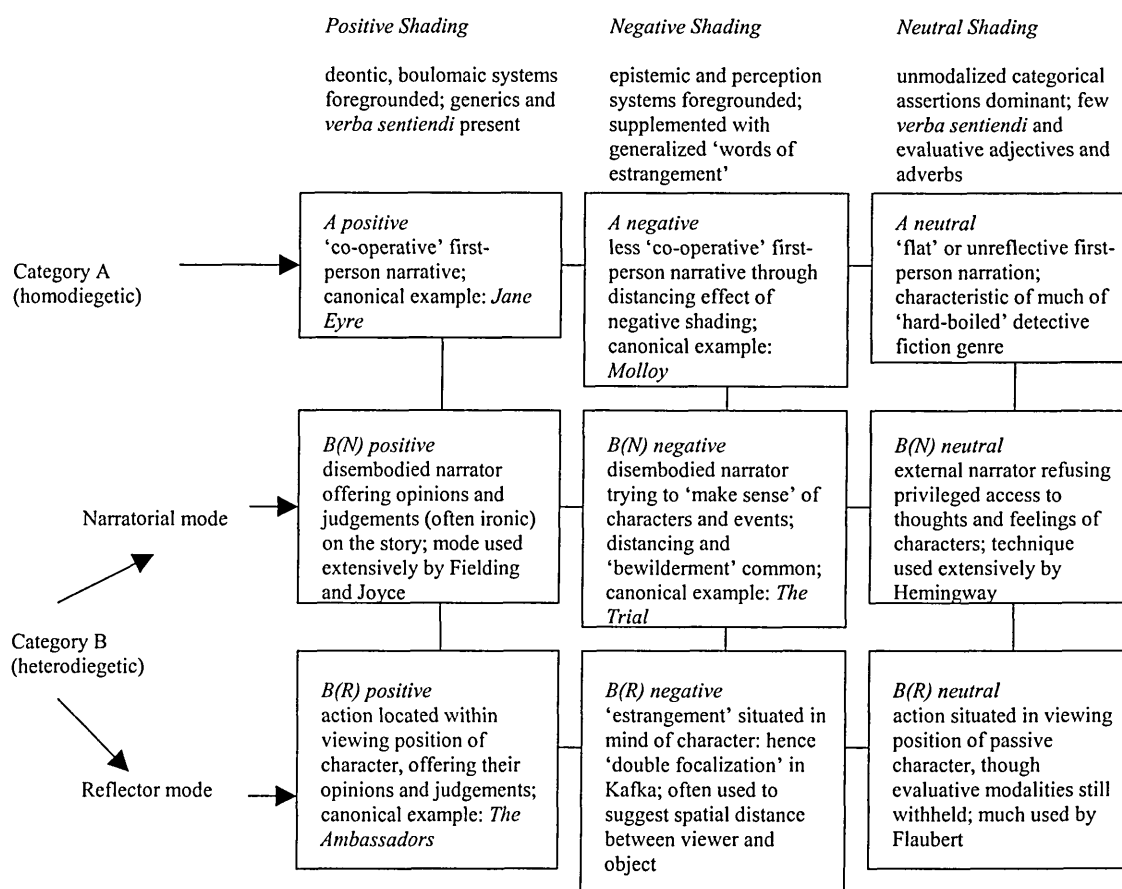 Positive Shading
deontic, boulomaic systems
foregrounded; generics and
verba sentiendi present
Negative Shading
epistemic and perception
systems foregrounded;
supplemented with
generalized ‘words of
estrangement’
Neutral Shading
unmodalized categorical
assertions dominant; few
verba sentiendi and
evaluative adjectives and
adverbs
Category A
(homodiegetic)
A positive
‘co-operative’ first-
person narrative;
canonical example: Jane
Eyre
A negative
less ‘co-operative’ first-
person narrative through
distancing effect of
negative shading;
canonical example:
Molloy
A neutral
‘flat’ or unreflective first-
person narration;
characteristic of much of
‘hard-boiled’ detective
fiction genre
Narratorial mode
B(N) positive
disembodied narrator
offering opinions and
judgements (often ironic)
on the story; mode used
extensively by Fielding
and Joyce
B(N) negative
disembodied narrator
trying to ‘make sense’ of
characters and events;
distancing and
‘bewilderment’ common;
canonical example: The
Trial
B(N) neutral
external narrator refusing
privileged access to
thoughts and feelings of
characters; technique
used extensively by
Hemingway
Category B
(heterodiegetic)
Reflector mode
B(R) positive
action located within
viewing position of
character, offering their
opinions and judgements;
canonical example: The
Ambassadors
B(R) negative
‘estrangement’ situated in
mind of character: hence
‘double focalization’ in
Kafka; often used to
suggest spatial distance
between viewer and
object
B(R) neutral
action situated in viewing
position of passive
character, though
evaluative modalities still
withheld; much used by
Flaubert